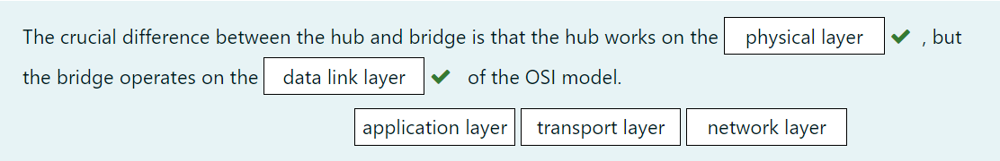 The crucial difference between the hub and bridge is that the hub works on the physical layer ✔ , but
the bridge operates on the data link layer ✔ of the OSI model.
application layer transport layer network layer